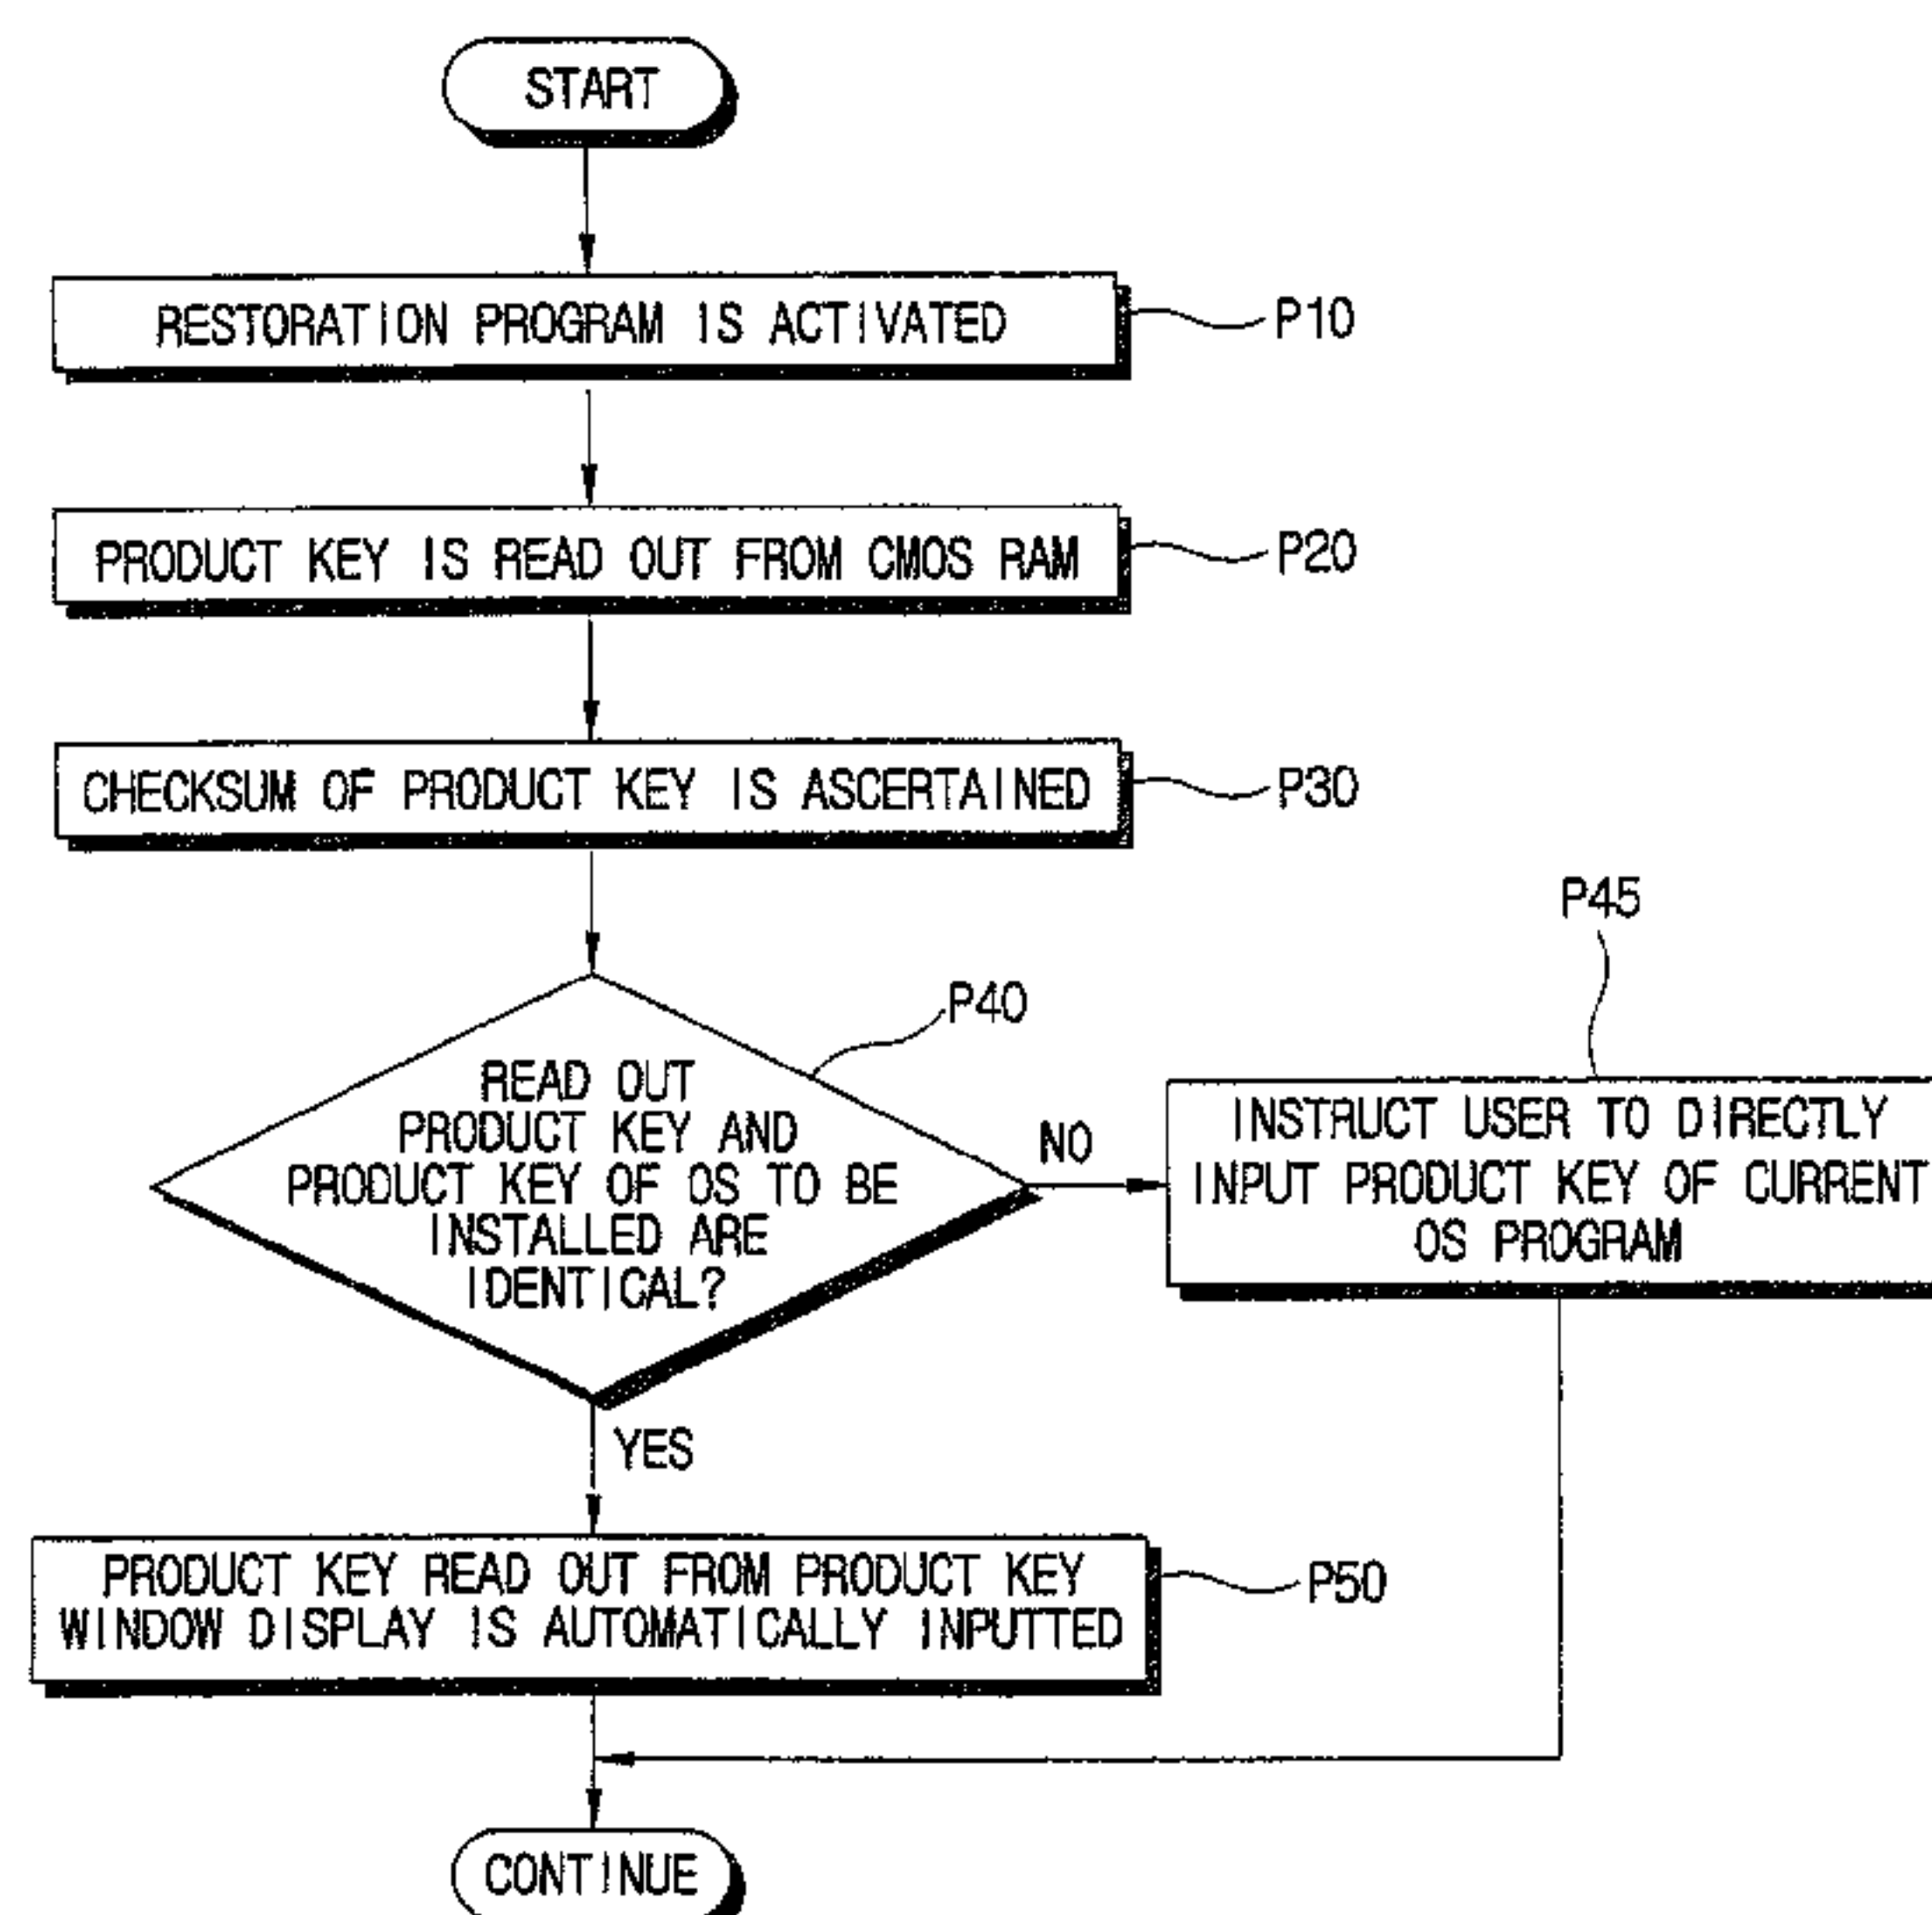 START
RESTORATION PROGRAM IS ACTIVATED
P10
PRODUCT KEY IS READ OUT FROM CMOS RAM
P20
CHECKSUM OF PRODUCT KEY IS ASCERTAINED
P30
P45
P40
READ OUT
PRODUCT KEY AND
PRODUCT KEY OF OS TO BE
INSTALLED ARE
IDENTICAL?
NO
INSTRUCT USER TO DIRECTLY
INPUT PRODUCT KEY OF CURRENT
OS PROGRAM
YES
PRODUCT KEY READ OUT FROM PRODUCT KEY
WINDOW DISPLAY IS AUTOMATICALLY INPUTTED
P50
CONTINUE